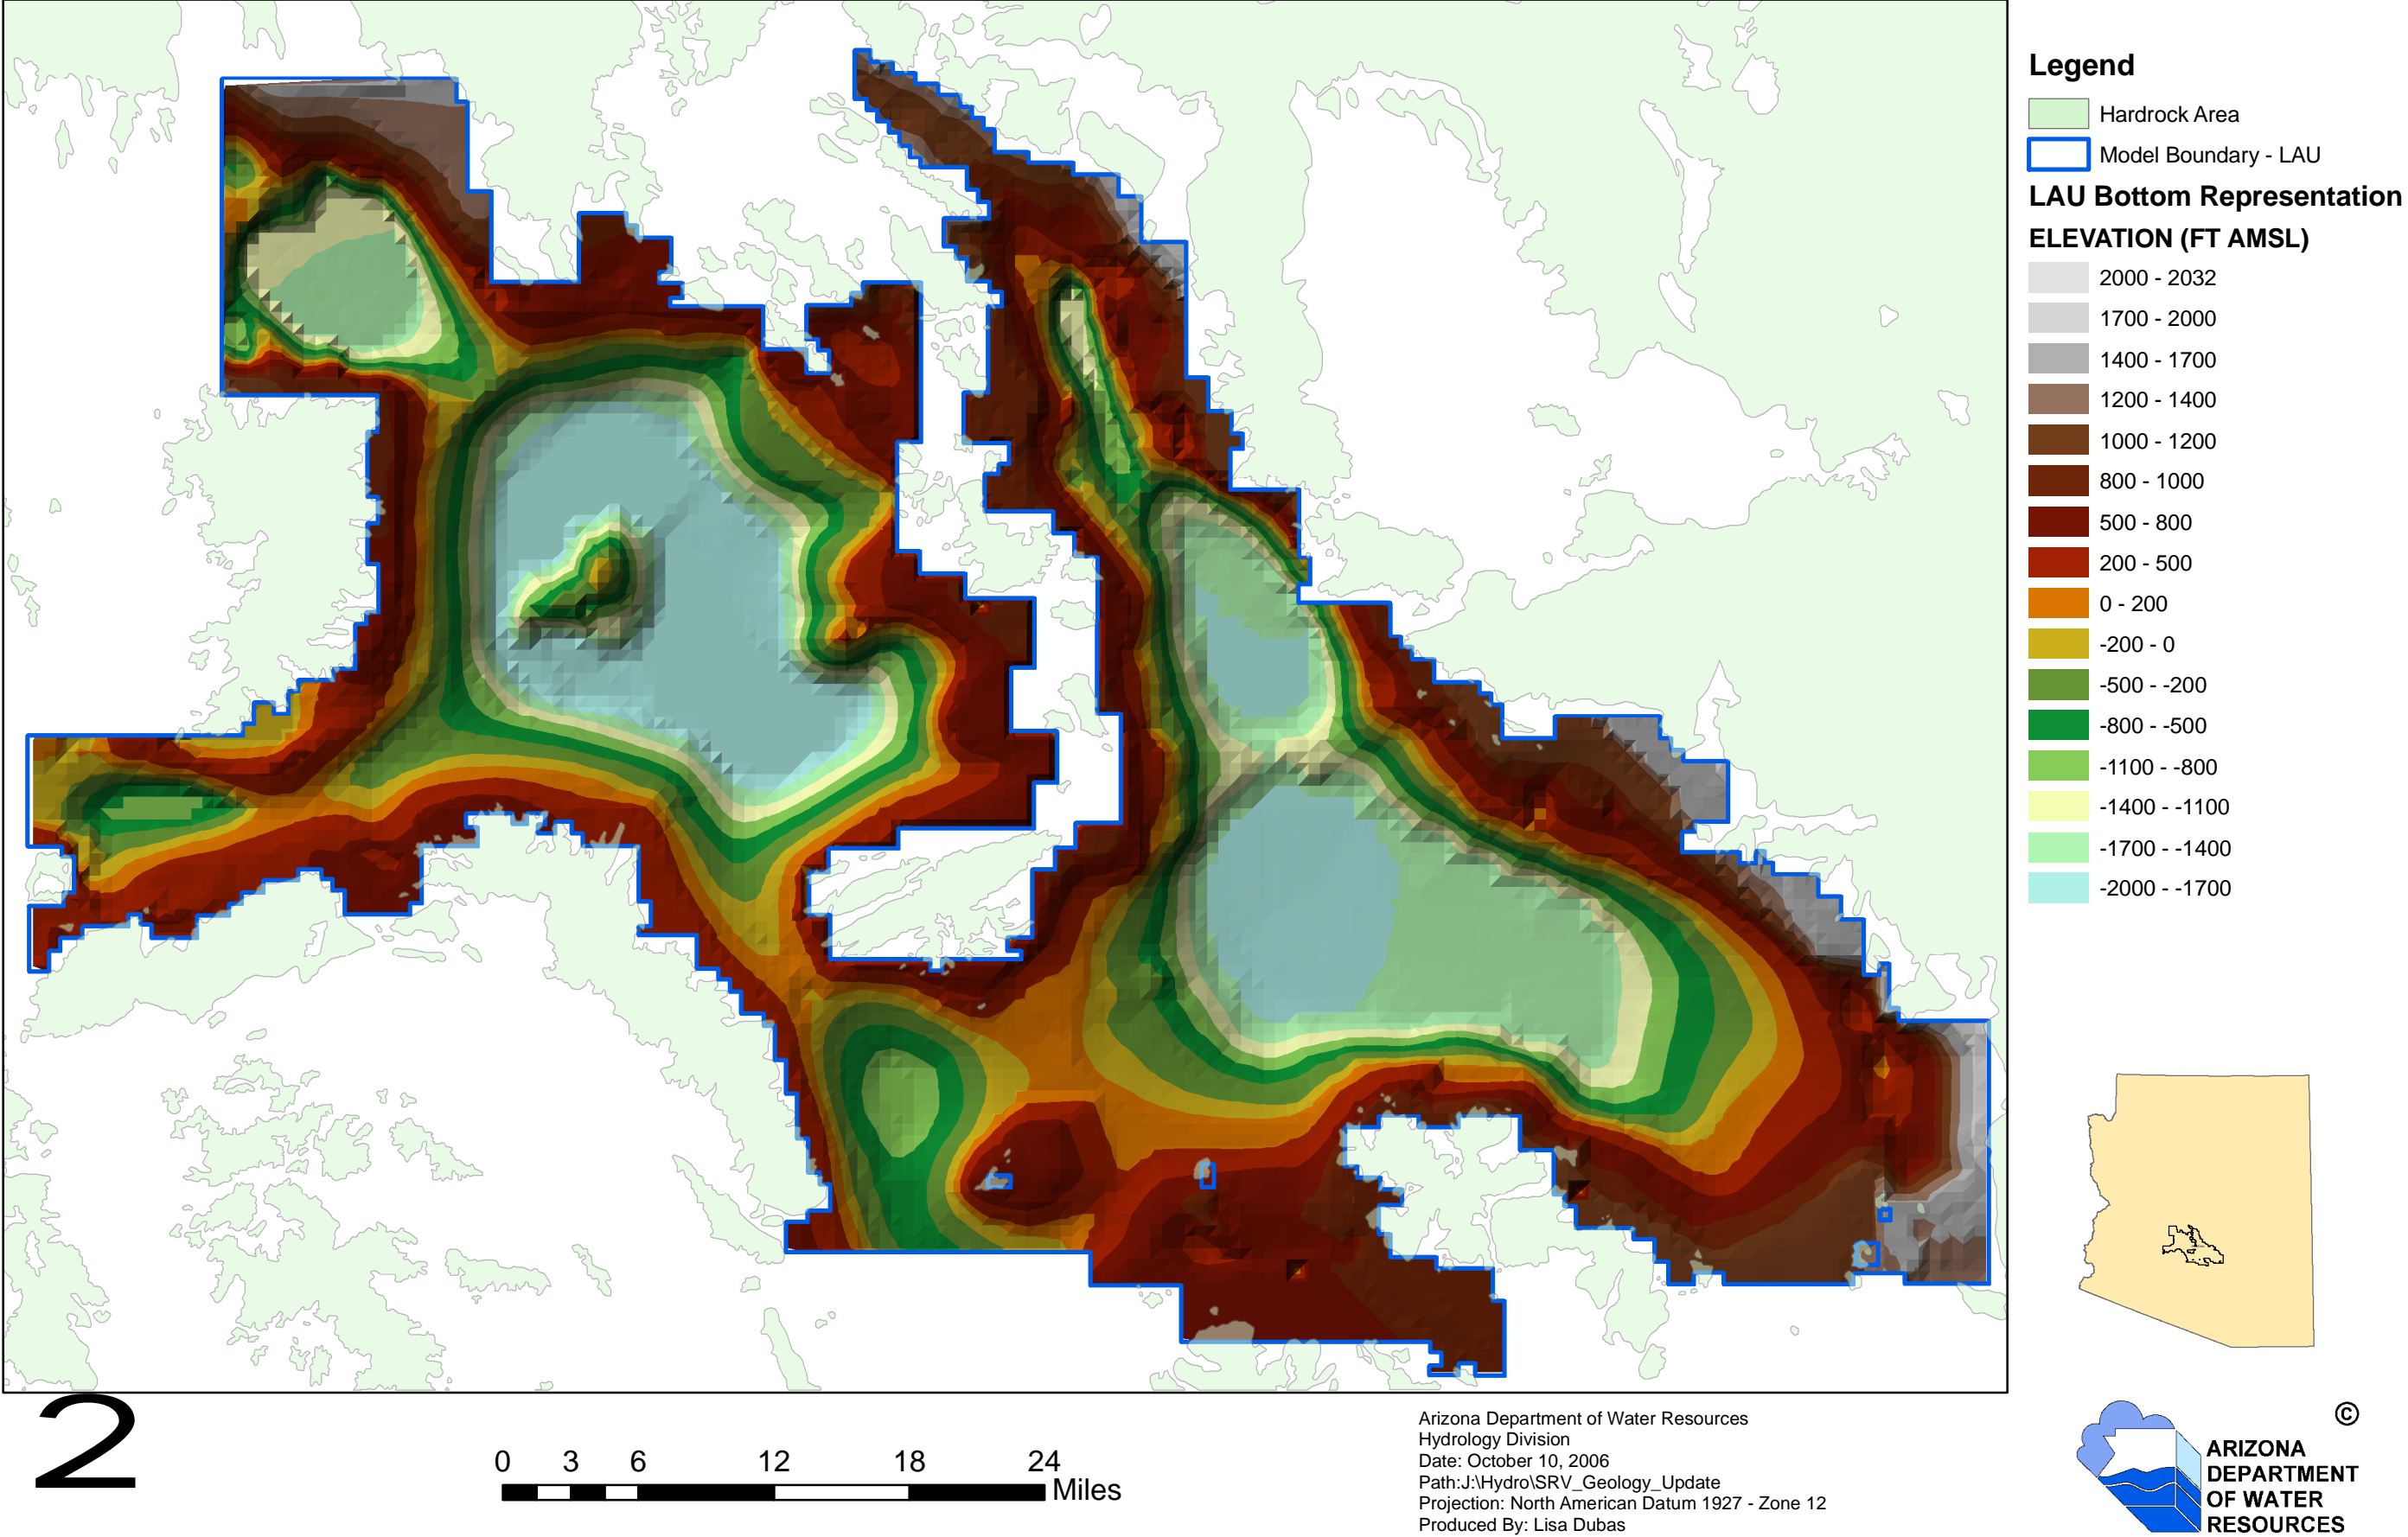 Legend
Hardrock Area
Model Boundary - LAU
LAU Bottom Representation
ELEVATION (FT AMSL)
2000 - 2032
1700 - 2000
1400 - 1700
1200 - 1400
1000 - 1200
800 - 1000
500 - 800
200 - 500
0 - 200
-200 - 0
-500 - -200
-800 - -500
-1100 - -800
-1400 - -1100
-1700 - -1400
-2000 - -1700
2
0 3 6 12 18 24
Miles
Arizona Department of Water Resources
Hydrology Division
Date: October 10, 2006
Path:J:\Hydro\SRV_Geology_Update
Projection: North American Datum 1927 - Zone 12
Produced By: Lisa Dubas
©
ARIZONA
DEPARTMENT
OF WATER
RESOURCES